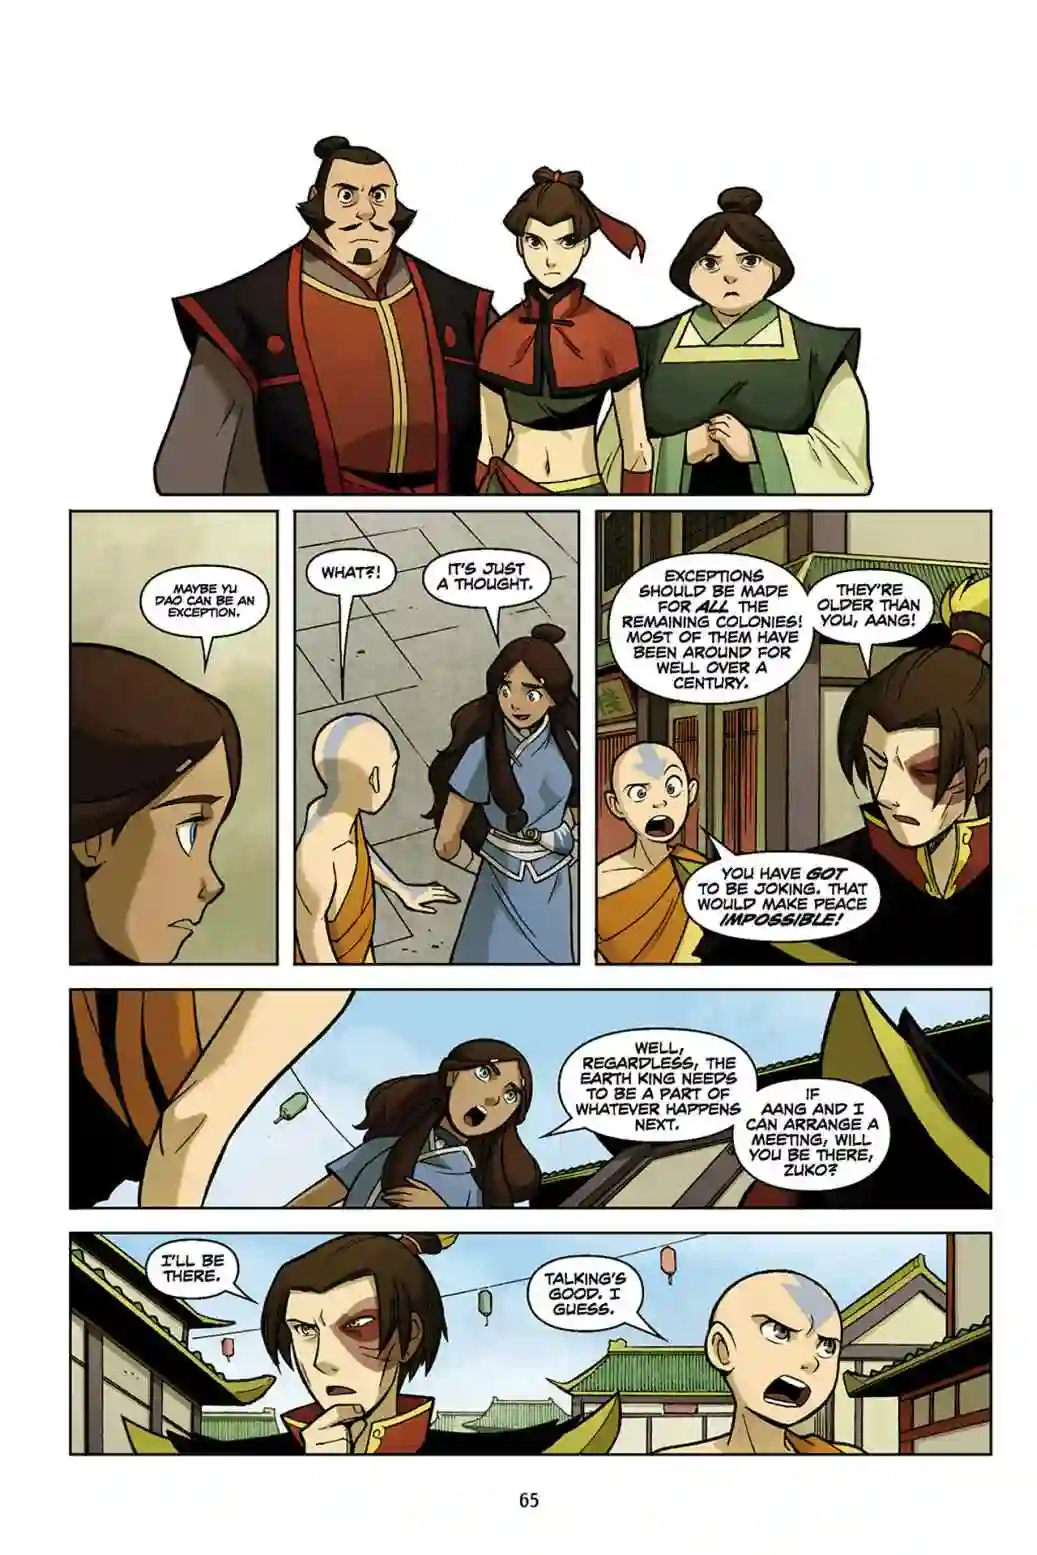 MAYBE YU
DAO CAN BE AN
EXCEPTION.
WHAT?!
IT'S JUST
A THOUGHT.
EXCEPTIONS
SHOULD BE MADE
FOR ALL THE
REMAINING COLONIES!
MOST OF THEM HAVE
BEEN AROUND FOR
WELL OVER A
CENTURY.
THEY'RE
OLDER THAN
YOU, AANG!
YOU HAVE GOT
TO BE JOKING. THAT
WOULD MAKE PEACE
IMPOSSIBLE!
WELL,
REGARDLESS, THE
EARTH KING NEEDS
TO BE A PART OF
WHATEVER HAPPENS
NEXT.
IF
AANG AND I
CAN ARRANGE A
MEETING, WILL
YOU BE THERE,
ZUKO?
I'LL BE
THERE.
TALKING'S
GOOD. I
GUESS.
65